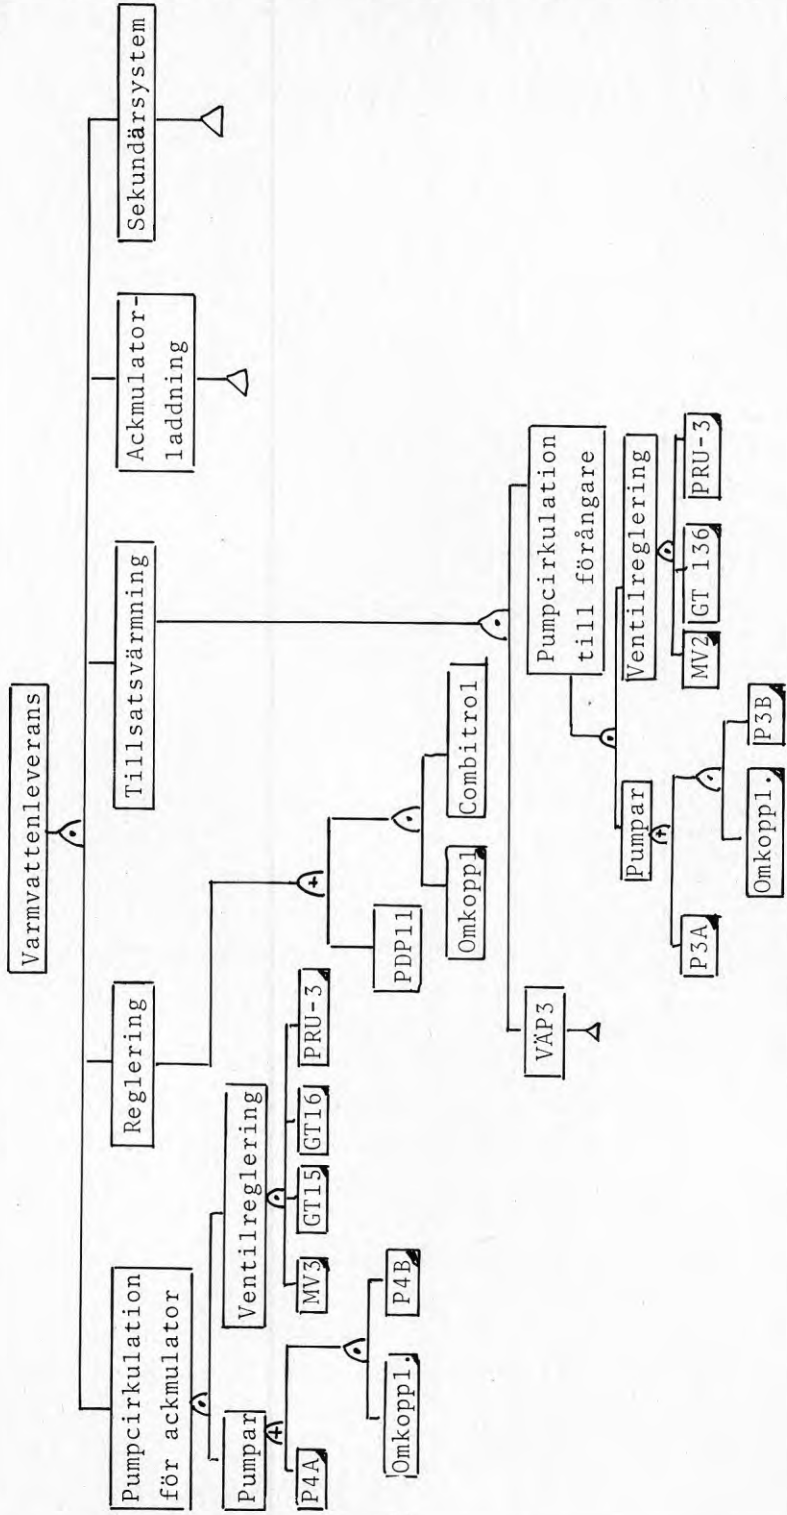 Varmvattenleverans
Pumpcirkulation
för ackmulator
Reglering
Tillsatsvärmning
Ackmulator-
laddning
Sekundärsystem
Pumpar
Ventilreglering
P4A
Omkoppl.
P4B
MV3
GT15
GT16
PRU-3
PDP11
Omkoppl
Combitrol
VÄP3
Pumpcirkulation
till förångare
Pumpar
Ventilreglering
P3A
Omkoppl.
P3B
MV2
GT 136
PRU-3